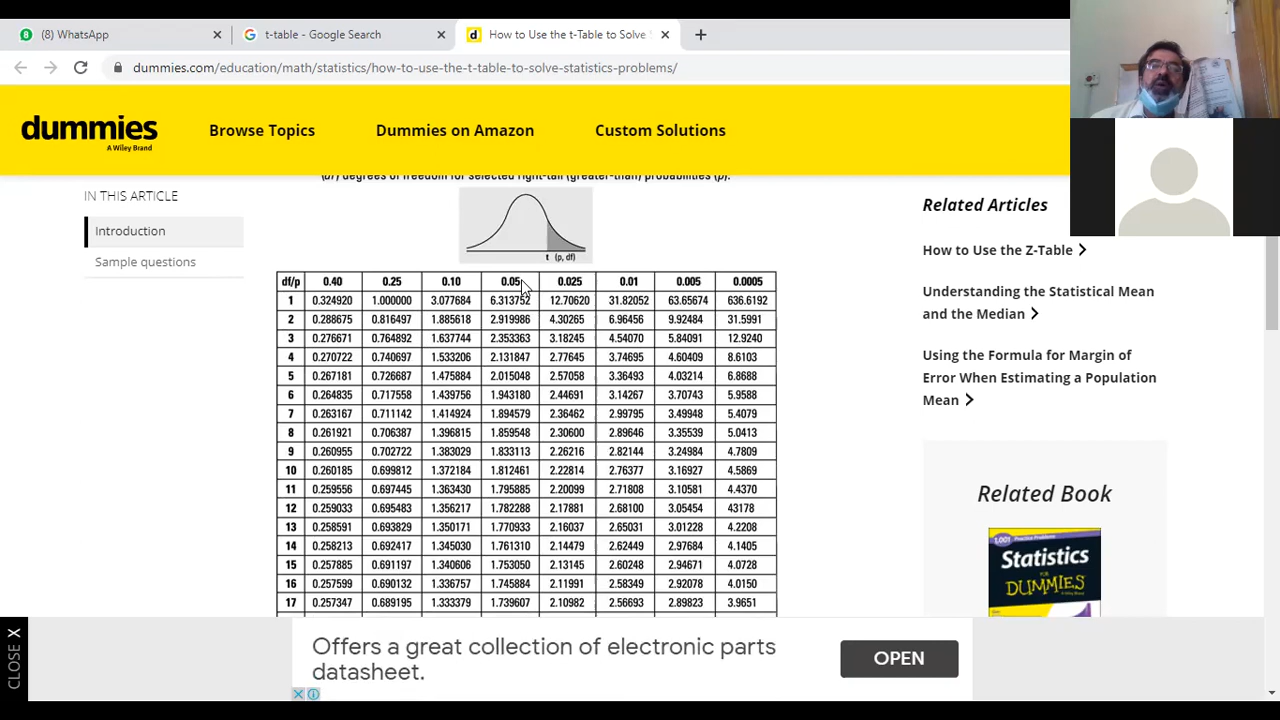 (8) WhatsApp
t-table - Google Search
How to Use the t-Table to Solve S
dummies.com/education/math/statistics/how-to-use-the-t-table-to-solve-statistics-problems/
dummies
A Wiley Brand
Browse Topics
Dummies on Amazon
Custom Solutions
(df) degrees of freedom for selected right-tail (greater-than) probabilities (p).
IN THIS ARTICLE
Introduction
Sample questions
t (p, df)
df/p 0.40 0.25 0.10 0.05 0.025 0.01 0.005 0.0005
1 0.324920 1.000000 3.077684 6.313752 12.70620 31.82052 63.65674 636.6192
2 0.288675 0.816497 1.885618 2.919986 4.30265 6.96456 9.92484 31.5991
3 0.276671 0.764892 1.637744 2.353363 3.18245 4.54070 5.84091 12.9240
4 0.270722 0.740697 1.533206 2.131847 2.77645 3.74695 4.60409 8.6103
5 0.267181 0.726687 1.475884 2.015048 2.57058 3.36493 4.03214 6.8688
6 0.264835 0.717558 1.439756 1.943180 2.44691 3.14267 3.70743 5.9588
7 0.263167 0.711142 1.414924 1.894579 2.36462 2.99795 3.49948 5.4079
8 0.261921 0.706387 1.396815 1.859548 2.30600 2.89646 3.35539 5.0413
9 0.260955 0.702722 1.383029 1.833113 2.26216 2.82144 3.24984 4.7809
10 0.260185 0.699812 1.372184 1.812461 2.22814 2.76377 3.16927 4.5869
11 0.259556 0.697445 1.363430 1.795885 2.20099 2.71808 3.10581 4.4370
12 0.259033 0.695483 1.356217 1.782288 2.17881 2.68100 3.05454 43178
13 0.258591 0.693829 1.350171 1.770933 2.16037 2.65031 3.01228 4.2208
14 0.258213 0.692417 1.345030 1.761310 2.14479 2.62449 2.97684 4.1405
15 0.257885 0.691197 1.340606 1.753050 2.13145 2.60248 2.94671 4.0728
16 0.257599 0.690132 1.336757 1.745884 2.11991 2.58349 2.92078 4.0150
17 0.257347 0.689195 1.333379 1.739607 2.10982 2.56693 2.89823 3.9651
Related Articles
How to Use the Z-Table
Understanding the Statistical Mean
and the Median
Using the Formula for Margin of
Error When Estimating a Population
Mean
Related Book
1,001 Practice Problems
Statistics
FOR
DUMMIES
Offers a great collection of electronic parts
datasheet.
OPEN
CLOSE X